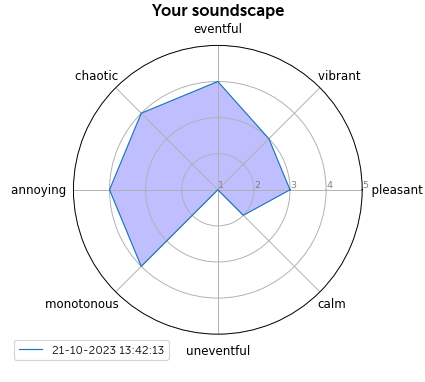 Your soundscape
eventful
chaotic
vibrant
annoying
1
2
3
4
5
pleasant
monotonous
calm
uneventful
21-10-2023 13:42:13